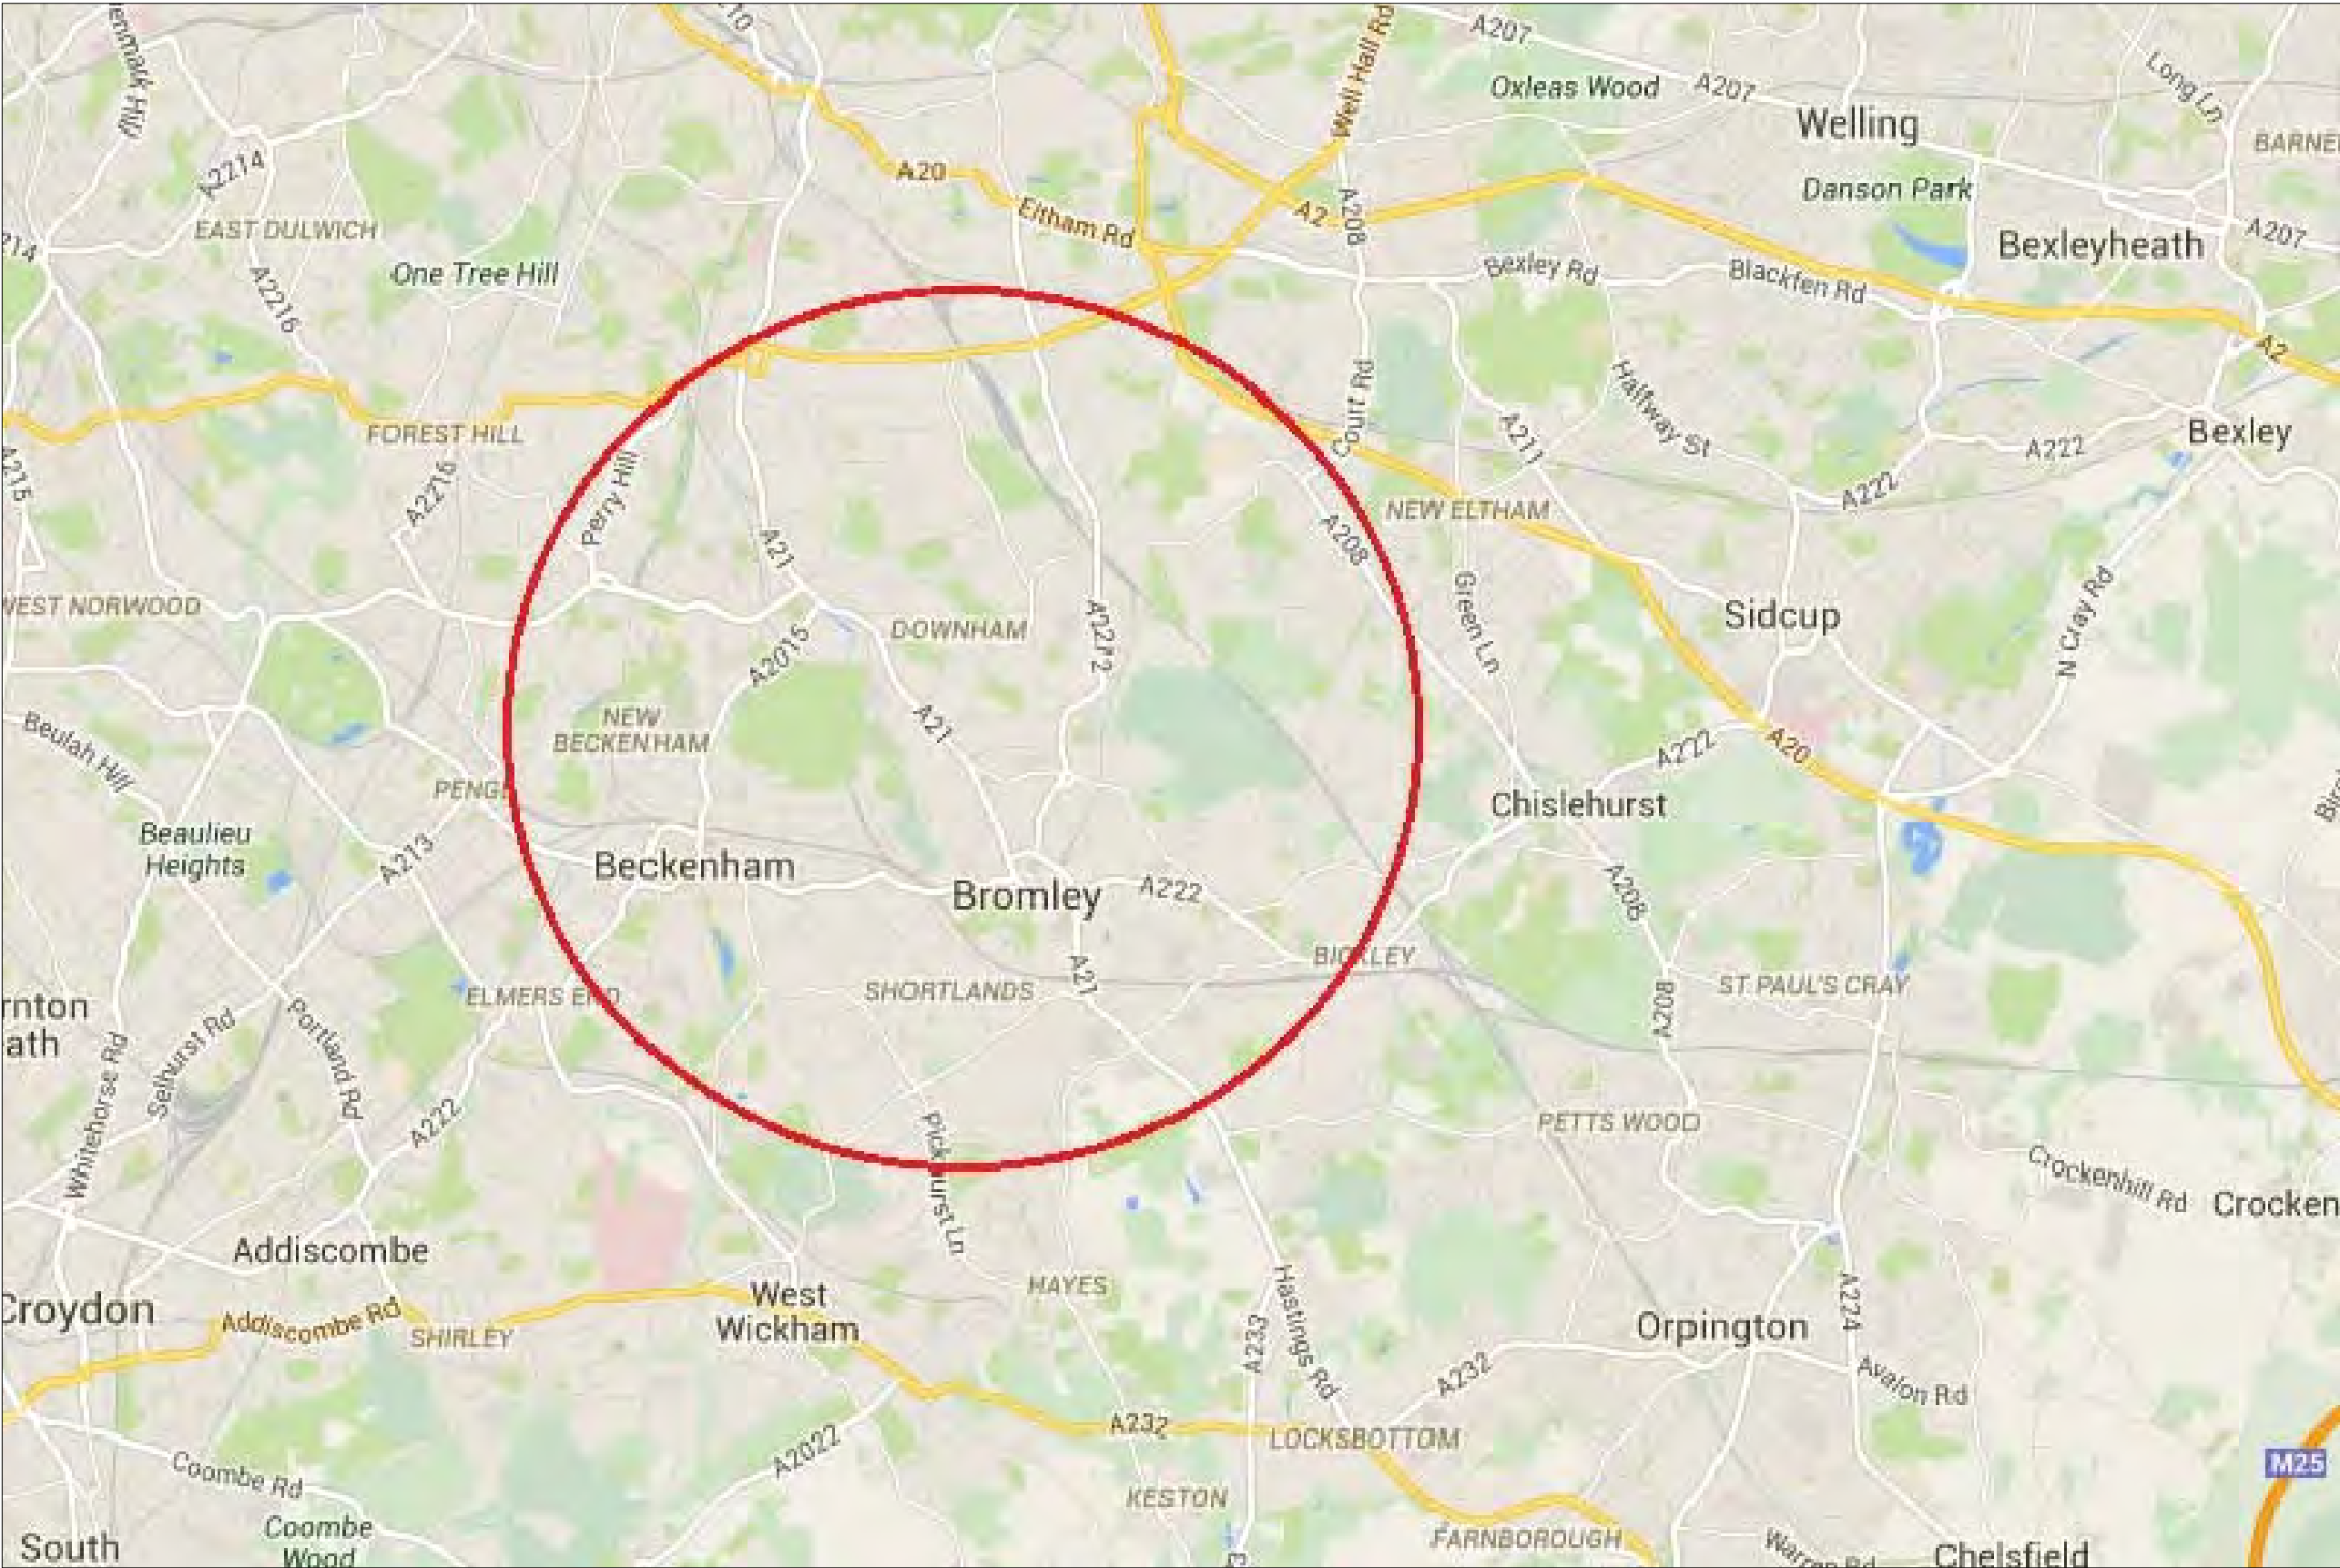 A207
Well Hall Rd
Oxleas Wood
A207
Long Ln
Welling
A2214
A20
Danson Park
EAST DULWICH
Eltham Rd
A2
A208
A207
Bexleyheath
One Tree Hill
A2216
Bexley Rd
Blackfen Rd
A2
FOREST HILL
Court Rd
Halfway St
A211
A222
Bexley
A215
A2216
Perry Hill
A21
NEW ELTHAM
A208
A222
WEST NORWOOD
Green Ln
Sidcup
N Cray Rd
DOWNHAM
A2212
A2015
Beulah Hill
NEW
BECKENHAM
A21
A222
A20
Chislehurst
Beaulieu
Heights
A213
Beckenham
Bromley
A222
A208
BICKLEY
A21
SHORTLANDS
ELMERS END
ST PAUL'S CRAY
A208
Whitehorse Rd
Selhurst Rd
Portland Rd
A222
Pickhurst Ln
PETTS WOOD
Crockenhill Rd
Crocken
Addiscombe
HAYES
West
Wickham
Croydon
Addiscombe Rd
SHIRLEY
A233
Hastings Rd
Orpington
A224
A232
Avalon Rd
A232
LOCKSBOTTOM
A2022
Coombe Rd
M25
KESTON
Coombe
Wood
South
FARNBOROUGH
Warren Rd
Chelsfield